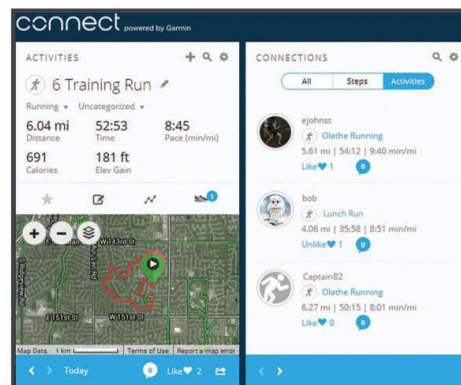 connect powered by Garmin
ACTIVITIES
6 Training Run
Running Uncategorized
6.04 mi 52:53 8:45
Distance Time Pace (min/mi)
691 181 ft
Calories Elev Gain
1
E 151st St
W 143rd St
W 151st St
Map Data 1 km Terms of Use Report a map error
Today 0 Like 2
CONNECTIONS
All Steps Activities
ejohnst
Olathe Running
5.61 mi | 54:12 | 9:40 min/mi
Like 1 0
bob
Lunch Run
4.06 mi | 35:58 | 8:51 min/mi
Unlike 1 0
Captain82
Olathe Running
6.27 mi | 50:15 | 8:01 min/mi
Like 0 0